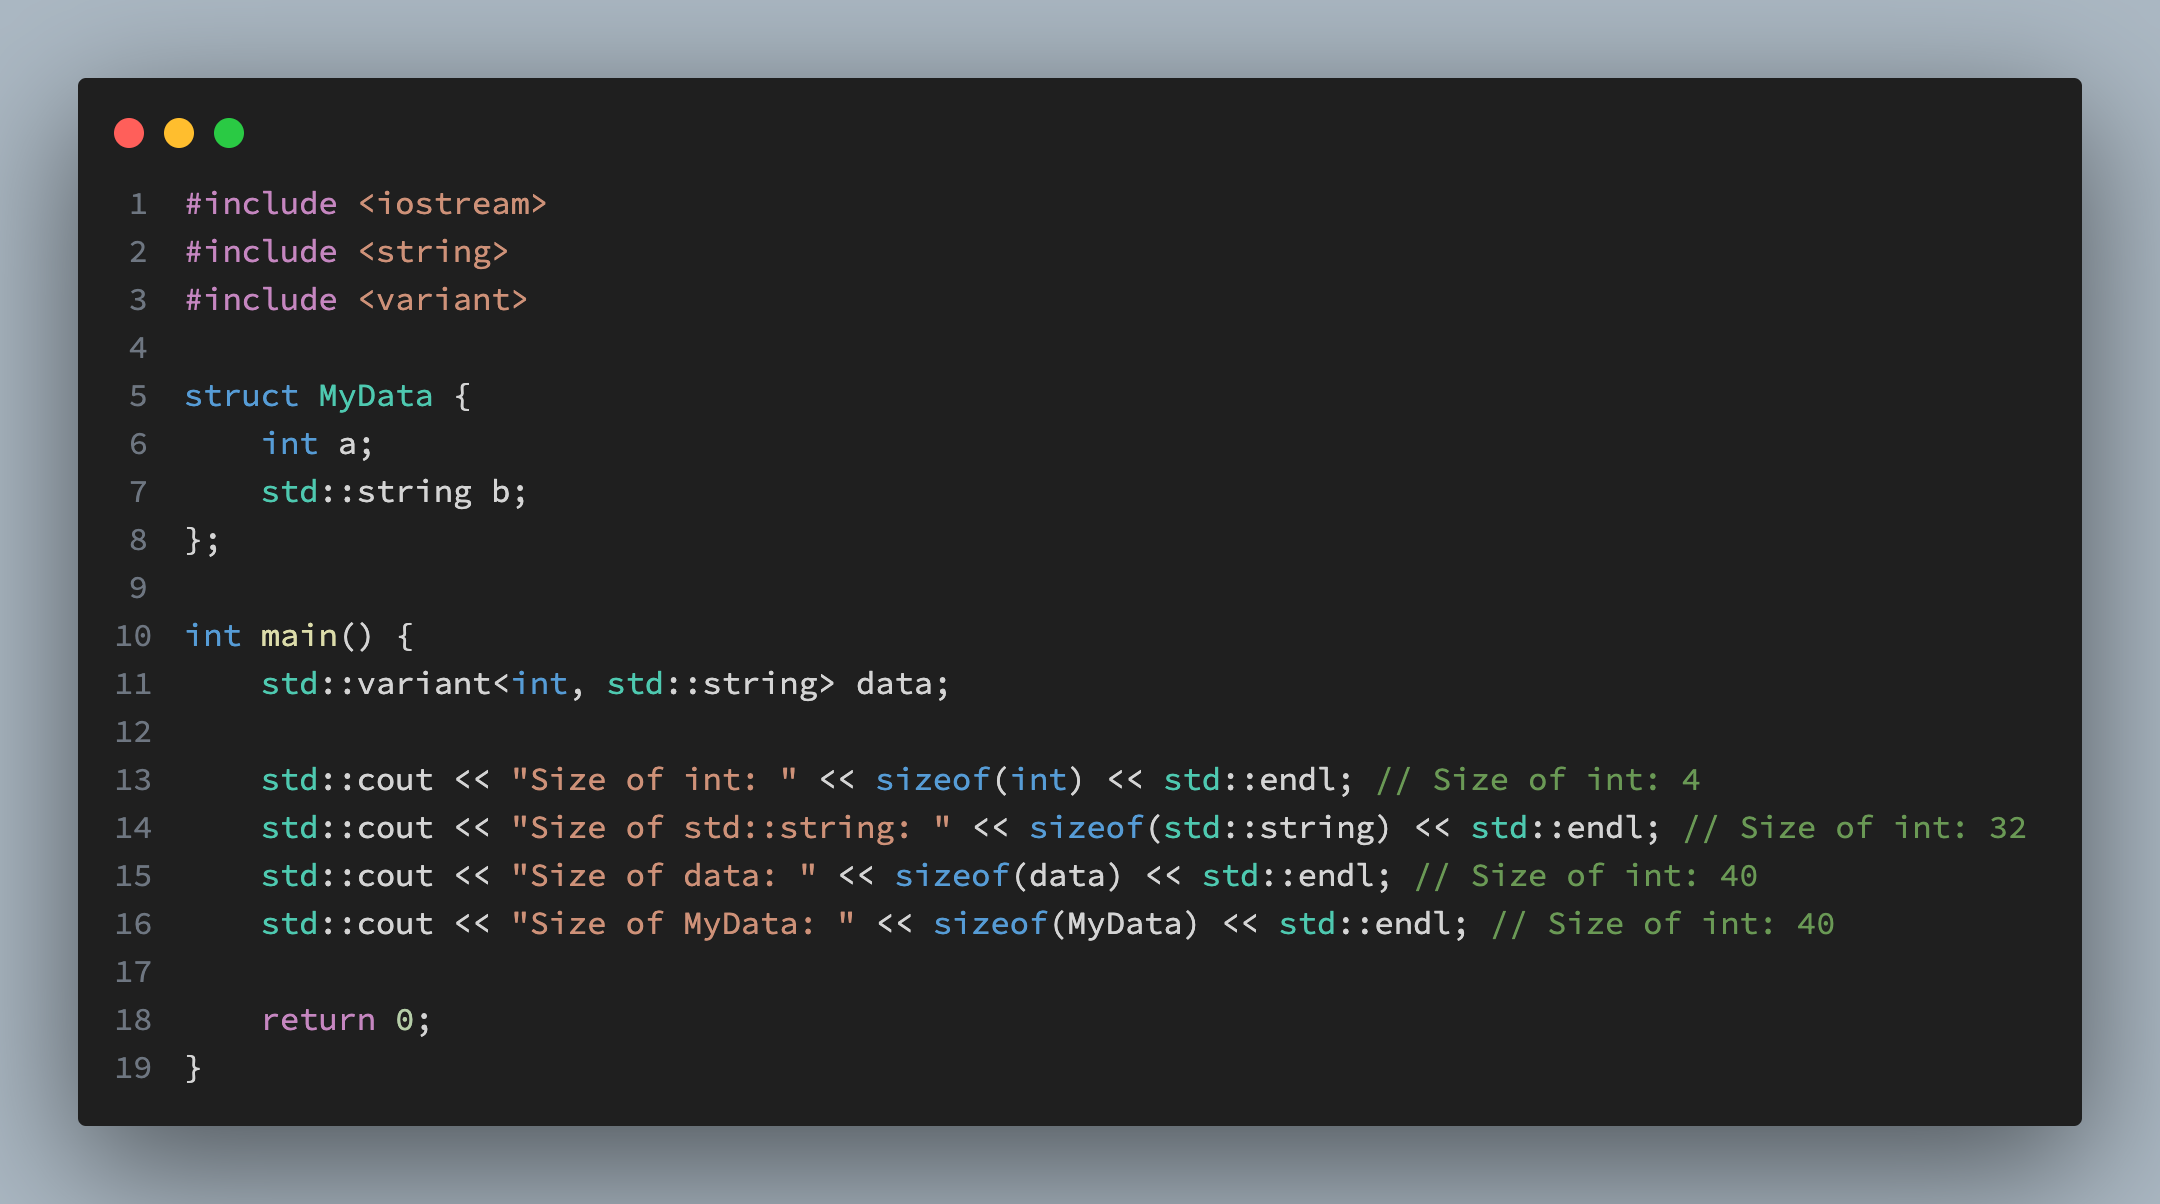 1 #include <iostream>
2 #include <string>
3 #include <variant>
4
5 struct MyData {
6     int a;
7     std::string b;
8 };
9
10 int main() {
11     std::variant<int, std::string> data;
12
13     std::cout << "Size of int: " << sizeof(int) << std::endl; // Size of int: 4
14     std::cout << "Size of std::string: " << sizeof(std::string) << std::endl; // Size of int: 32
15     std::cout << "Size of data: " << sizeof(data) << std::endl; // Size of int: 40
16     std::cout << "Size of MyData: " << sizeof(MyData) << std::endl; // Size of int: 40
17
18     return 0;
19 }